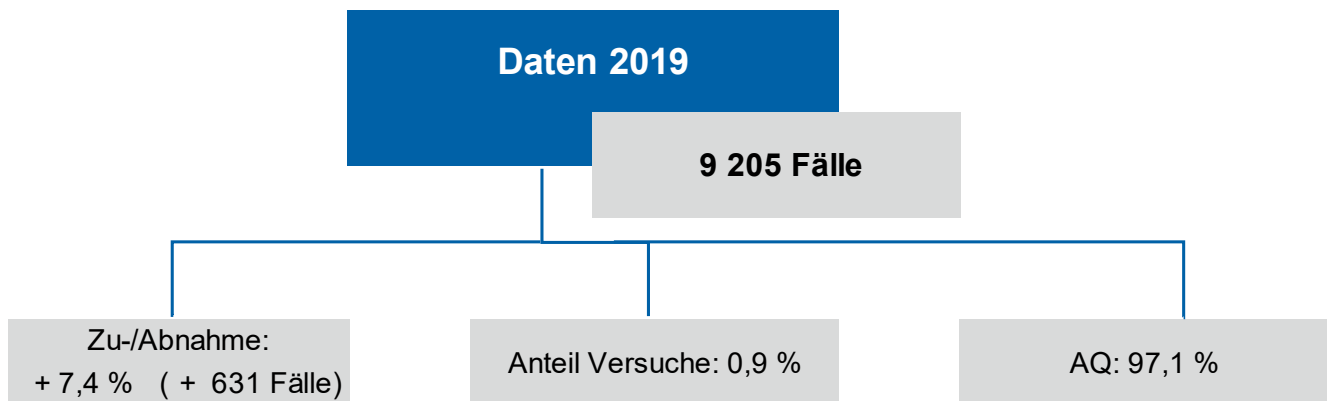 Daten 2019
9 205 Fälle
Zu-/Abnahme:
+ 7,4 % ( + 631 Fälle)
Anteil Versuche: 0,9 %
AQ: 97,1 %